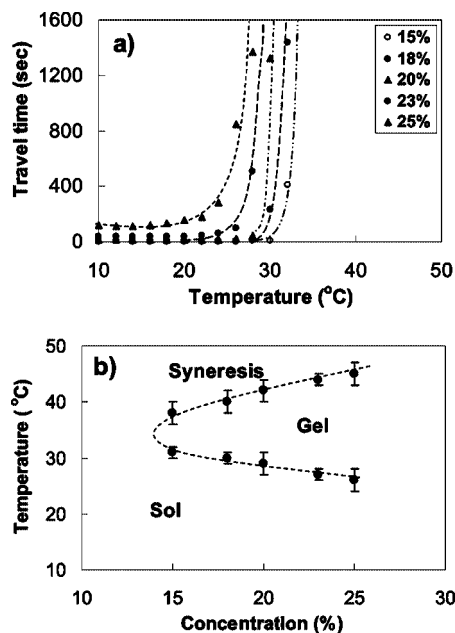 a)
1600
1200
800
400
0
Travel time (sec)
15%
18%
20%
23%
25%
10
20
30
40
50
Temperature (°C)
b)
50
40
30
20
10
Temperature ( °C)
Syneresis
Gel
Sol
10
15
20
25
30
Concentration (%)